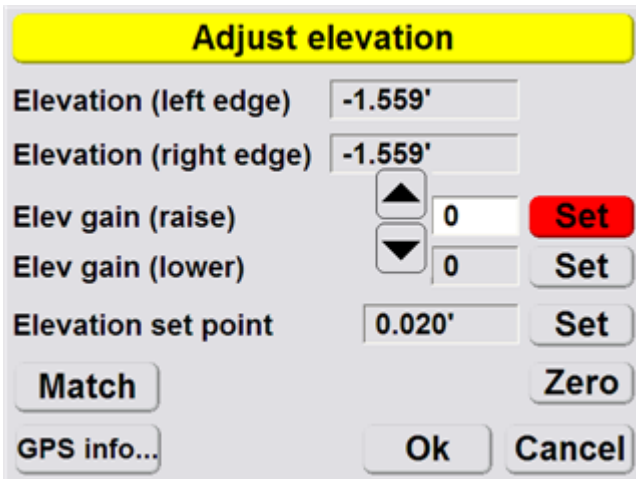 Adjust elevation
Elevation (left edge) -1.559'
Elevation (right edge) -1.559'
Elev gain (raise) 0 Set
Elev gain (lower) 0 Set
Elevation set point 0.020' Set
Match Zero
GPS info... Ok Cancel